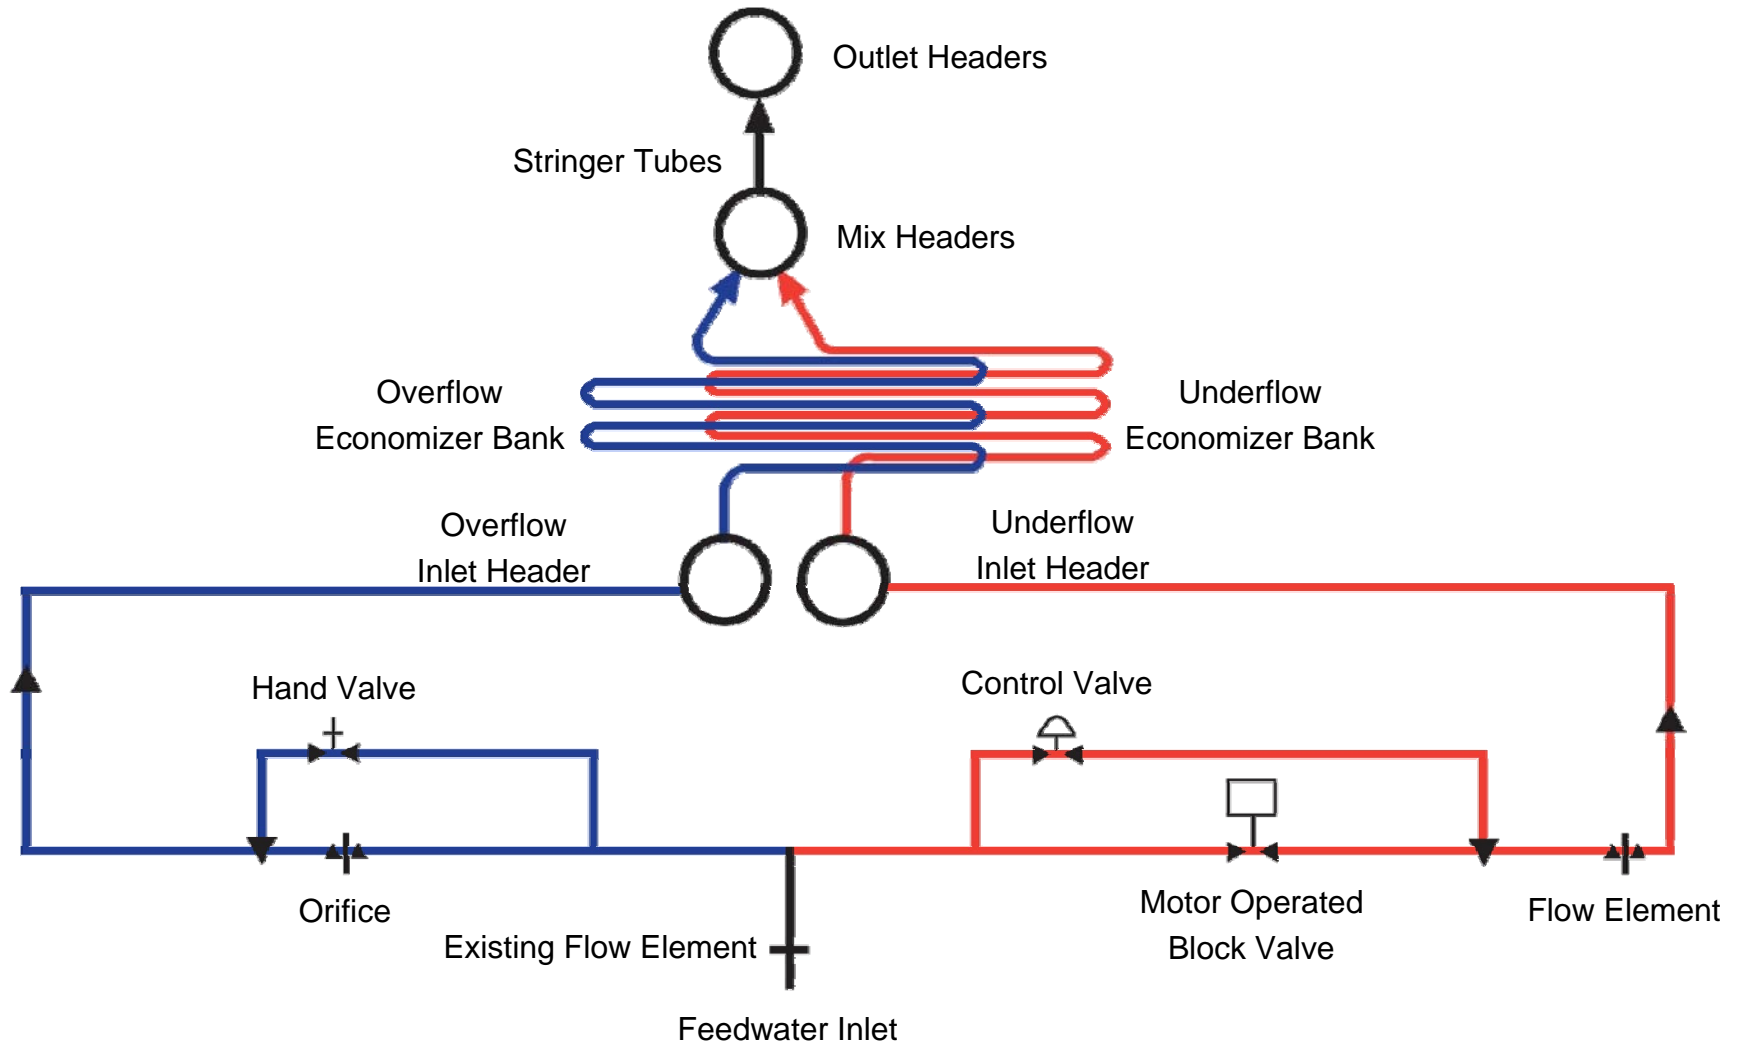 Outlet Headers
Stringer Tubes
Mix Headers
Overflow
Economizer Bank
Underflow
Economizer Bank
Overflow
Inlet Header
Underflow
Inlet Header
Hand Valve
Control Valve
Orifice
Motor Operated
Block Valve
Flow Element
Existing Flow Element
Feedwater Inlet